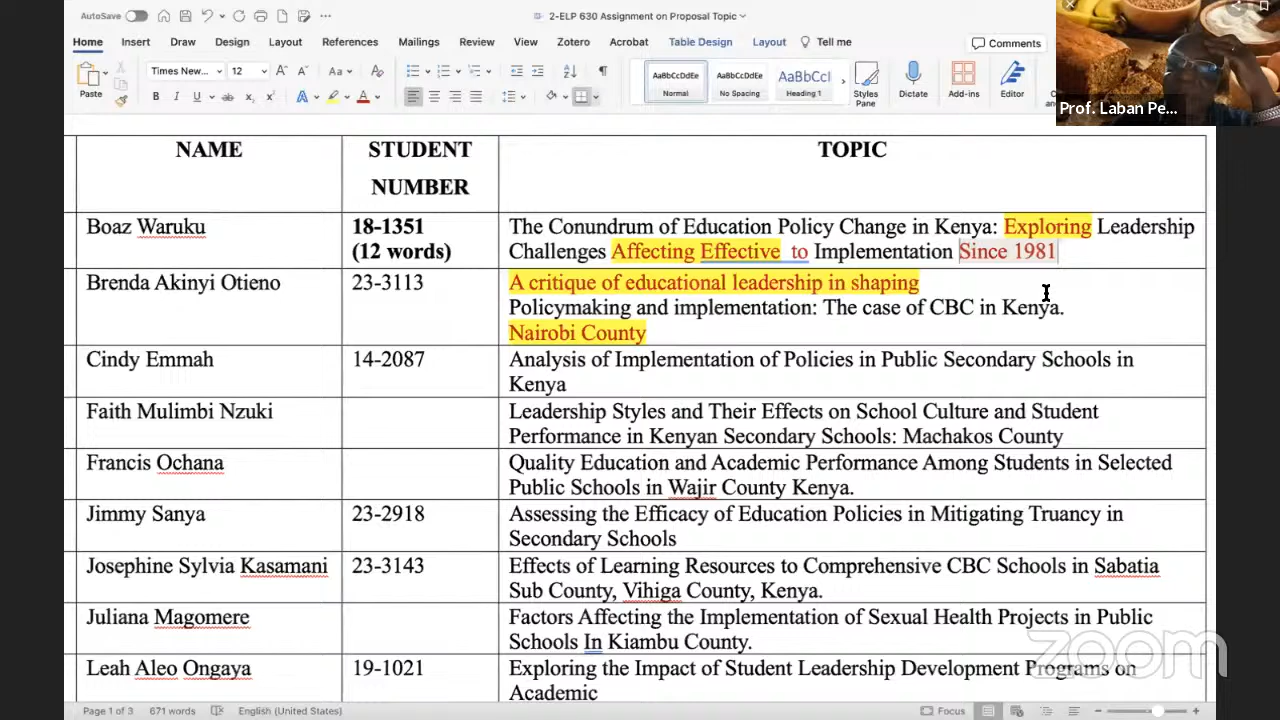 AutoSave
2-ELP 630 Assignment on Proposal Topic
Home Insert Draw Design Layout References Mailings Review View Zotero Acrobat Table Design Layout Tell me
Comments
Paste
Times New... 12
AaBbCcDdEe AaBbCcDdEe AaBbCcI
Normal No Spacing Heading 1
Styles Pane
Dictate
Add-ins
Editor
Prof. Laban Pe...
NAME STUDENT NUMBER TOPIC
Boaz Waruku 18-1351 (12 words) The Conundrum of Education Policy Change in Kenya: Exploring Leadership
Challenges Affecting Effective to Implementation Since 1981
Brenda Akinyi Otieno 23-3113 A critique of educational leadership in shaping
Policymaking and implementation: The case of CBC in Kenya.
Nairobi County
Cindy Emmah 14-2087 Analysis of Implementation of Policies in Public Secondary Schools in
Kenya
Faith Mulimbi Nzuki Leadership Styles and Their Effects on School Culture and Student
Performance in Kenyan Secondary Schools: Machakos County
Francis Ochana Quality Education and Academic Performance Among Students in Selected
Public Schools in Wajir County Kenya.
Jimmy Sanya 23-2918 Assessing the Efficacy of Education Policies in Mitigating Truancy in
Secondary Schools
Josephine Sylvia Kasamani 23-3143 Effects of Learning Resources to Comprehensive CBC Schools in Sabatia
Sub County, Vihiga County, Kenya.
Juliana Magomere Factors Affecting the Implementation of Sexual Health Projects in Public
Schools In Kiambu County.
Leah Aleo Ongaya 19-1021 Exploring the Impact of Student Leadership Development Programs on
Academic
zoom
Page 1 of 3 671 words English (United States) Focus